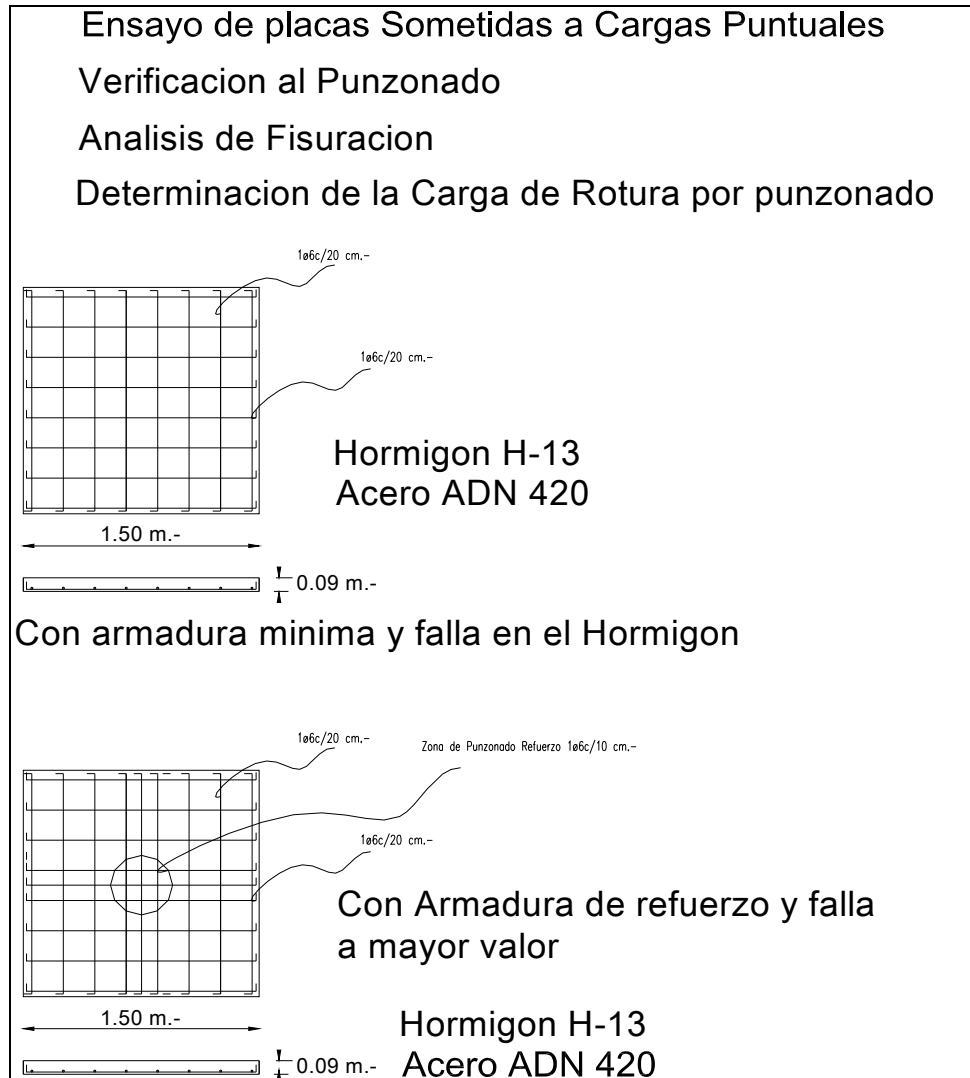 Ensayo de placas Sometidas a Cargas Puntuales
Verificacion al Punzonado
Analisis de Fisuracion
Determinacion de la Carga de Rotura por punzonado
1ø6c/20 cm.-
1ø6c/20 cm.-
Hormigon H-13
Acero ADN 420
1.50 m.-
0.09 m.-
Con armadura minima y falla en el Hormigon
1ø6c/20 cm.-
Zona de Punzonado Refuerzo 1ø6c/10 cm.-
1ø6c/20 cm.-
Con Armadura de refuerzo y falla
a mayor valor
1.50 m.-
Hormigon H-13
0.09 m.-
Acero ADN 420